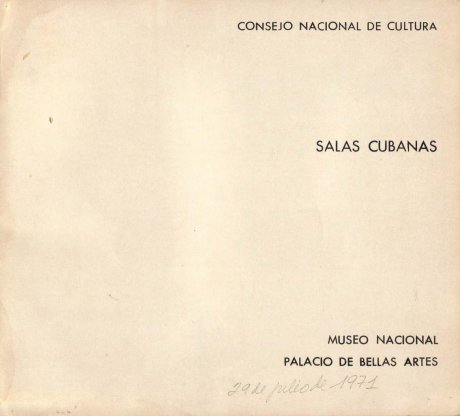 CONSEJO NACIONAL DE CULTURA
SALAS CUBANAS
MUSEO NACIONAL
PALACIO DE BELLAS ARTES
29 de julio de 1971